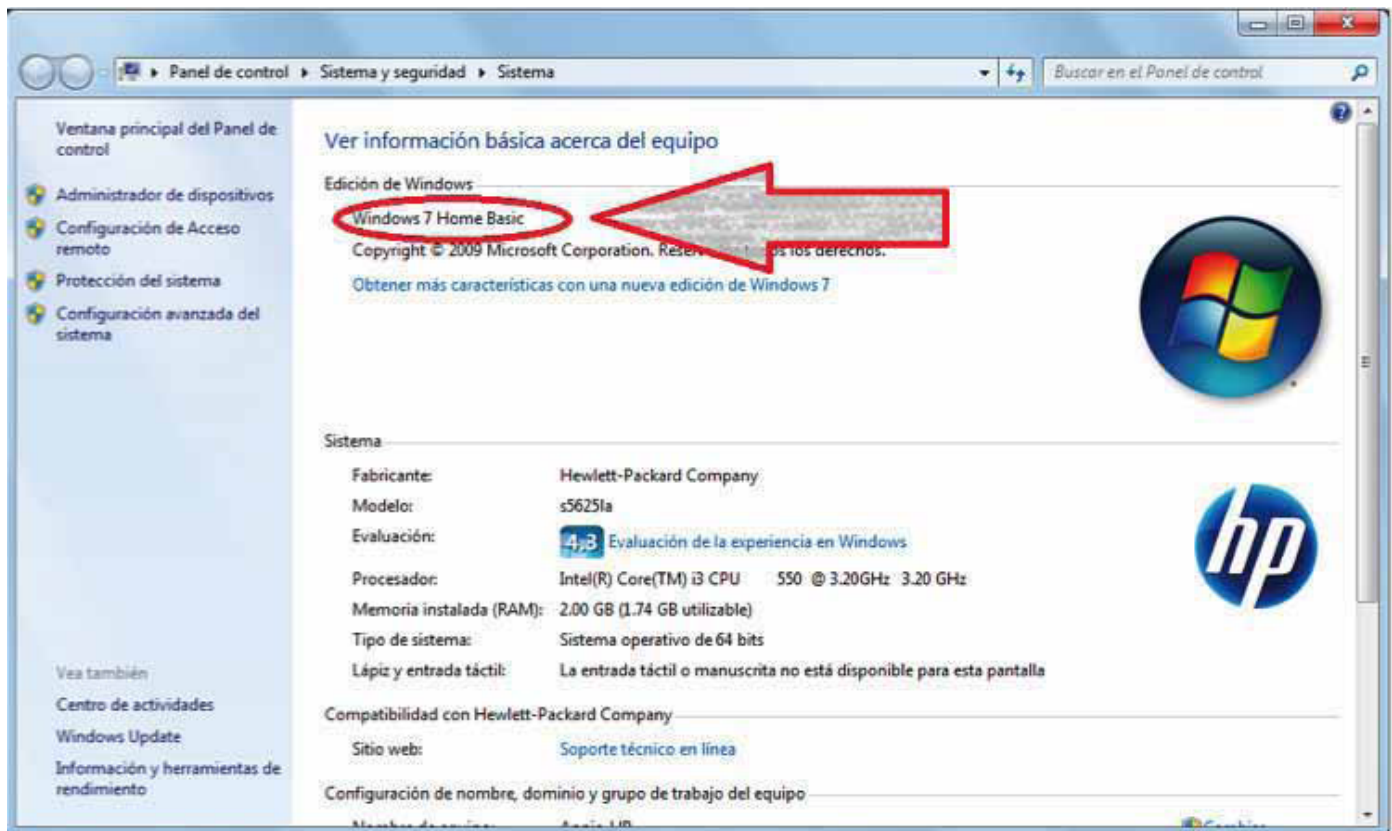 Panel de control ▸ Sistema y seguridad ▸ Sistema
Buscar en el Panel de control
Ventana principal del Panel de
control
Administrador de dispositivos
Configuración de Acceso
remoto
Protección del sistema
Configuración avanzada del
sistema
Vea también
Centro de actividades
Windows Update
Información y herramientas de
rendimiento
Ver información básica acerca del equipo
Edición de Windows
Windows 7 Home Basic
Copyright © 2009 Microsoft Corporation. los derechos.
Obtener más características con una nueva edición de Windows 7
Sistema
Fabricante: Hewlett-Packard Company
Modelo: s5625la
Evaluación: 4,3 Evaluación de la experiencia en Windows
Procesador: Intel(R) Core(TM) i3 CPU 550 @ 3.20GHz 3.20 GHz
Memoria instalada (RAM): 2.00 GB (1.74 GB utilizable)
Tipo de sistema: Sistema operativo de 64 bits
Lápiz y entrada táctil: La entrada táctil o manuscrita no está disponible para esta pantalla
hp
Compatibilidad con Hewlett-Packard Company
Sitio web: Soporte técnico en línea
Configuración de nombre, dominio y grupo de trabajo del equipo